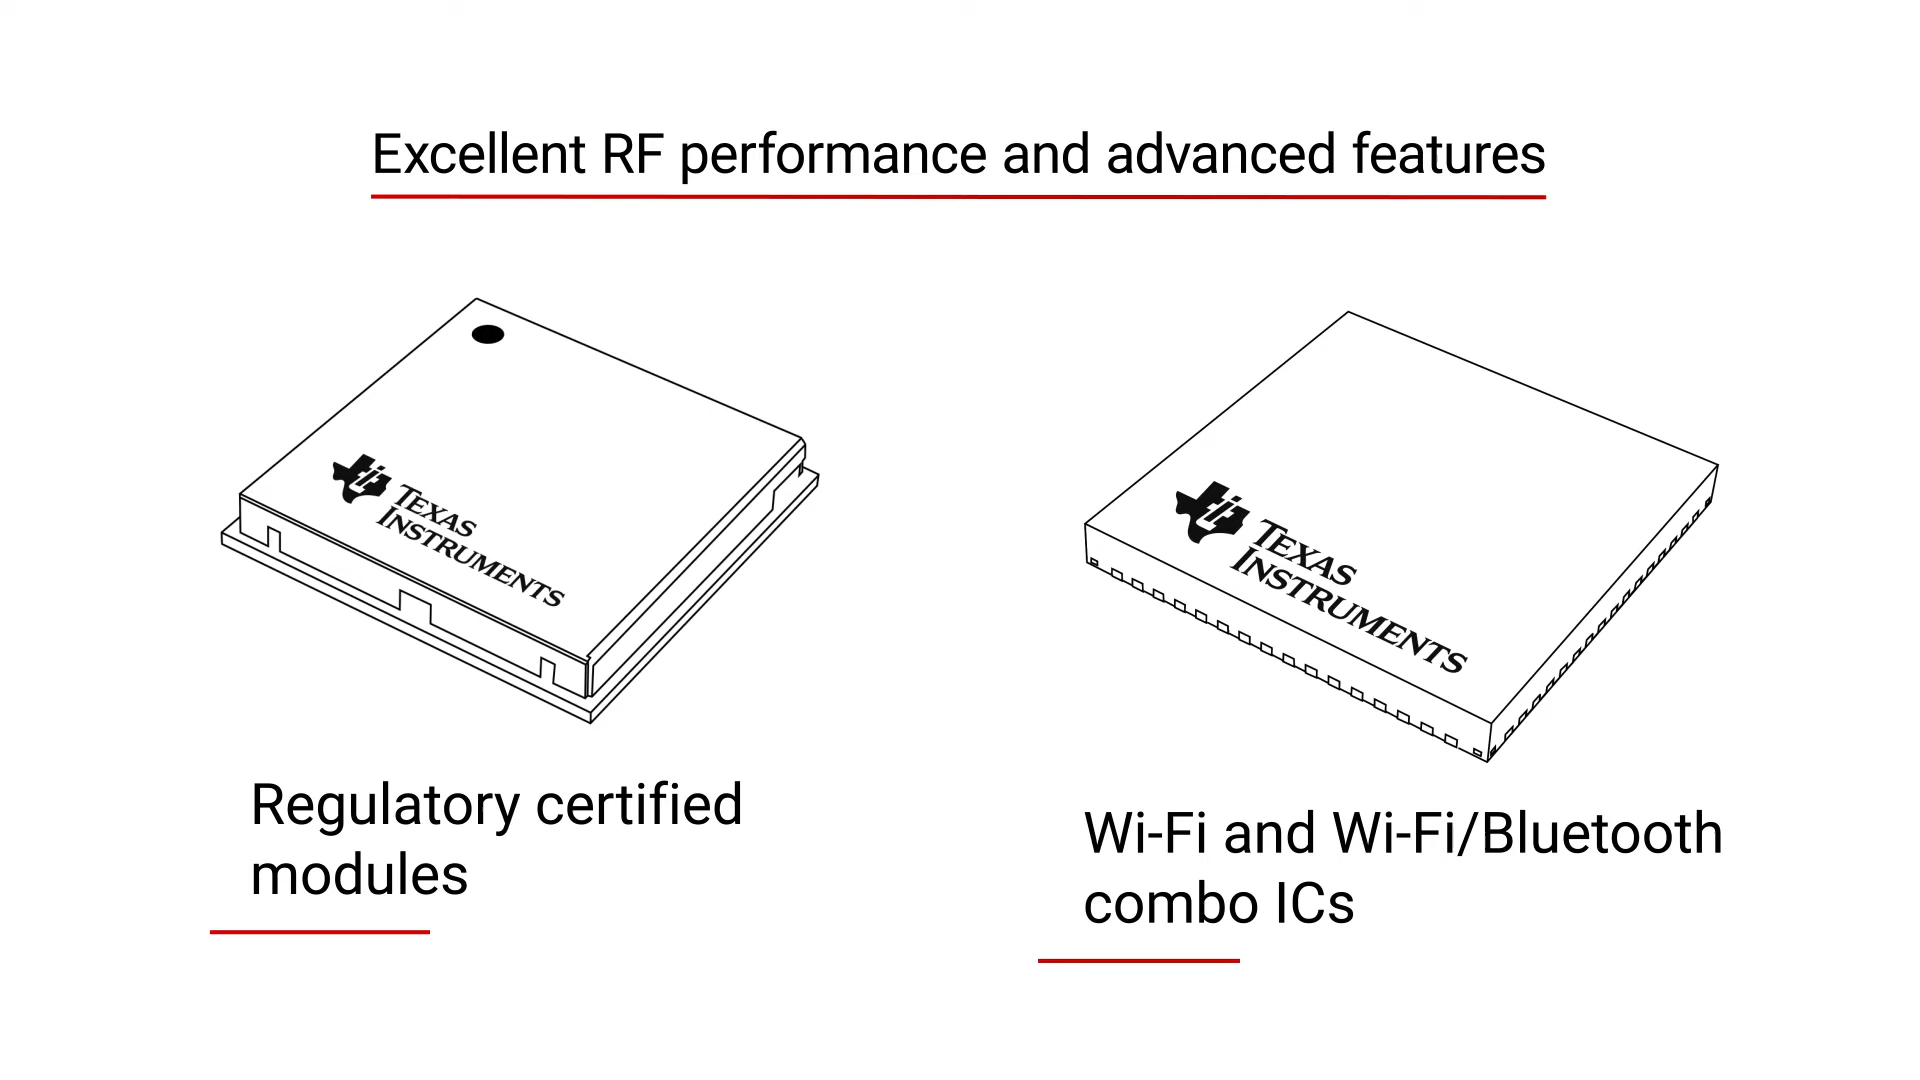 Excellent RF performance and advanced features
TEXAS
INSTRUMENTS
TEXAS
INSTRUMENTS
Regulatory certified
modules
Wi-Fi and Wi-Fi/Bluetooth
combo ICs